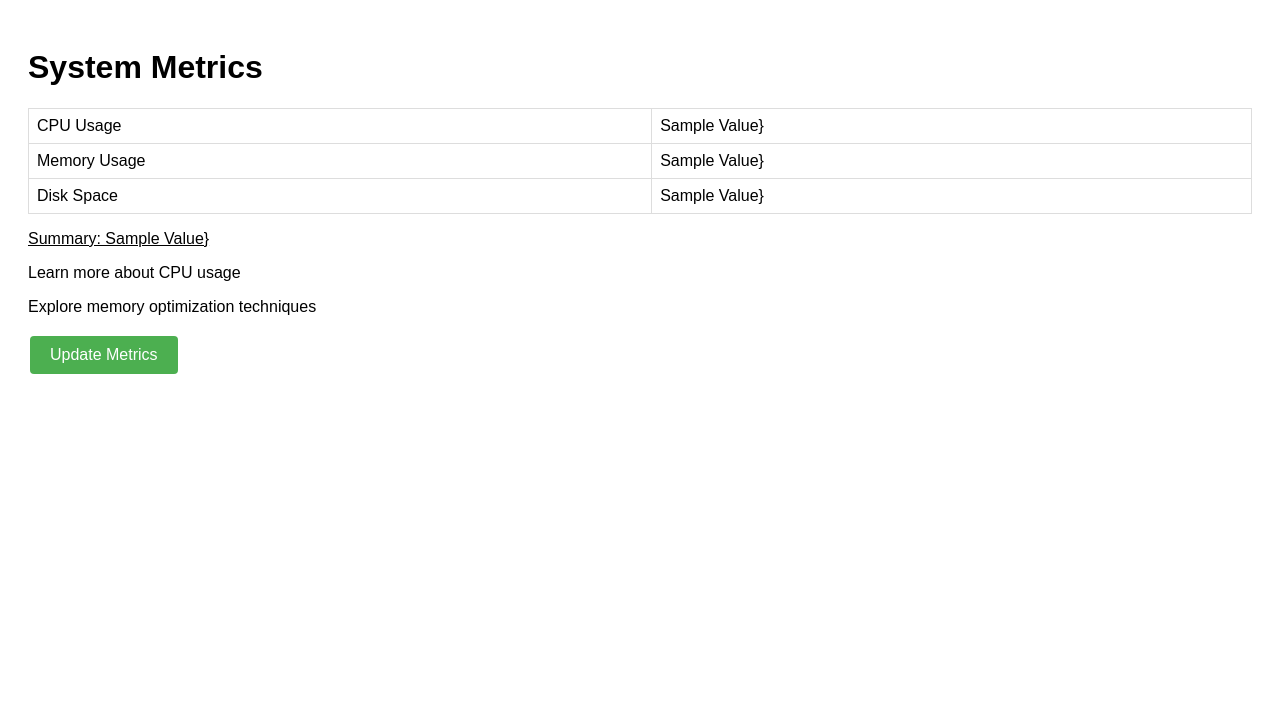 System Metrics
CPU Usage Sample Value}
Memory Usage Sample Value}
Disk Space Sample Value}
Summary: Sample Value}
Learn more about CPU usage
Explore memory optimization techniques
Update Metrics